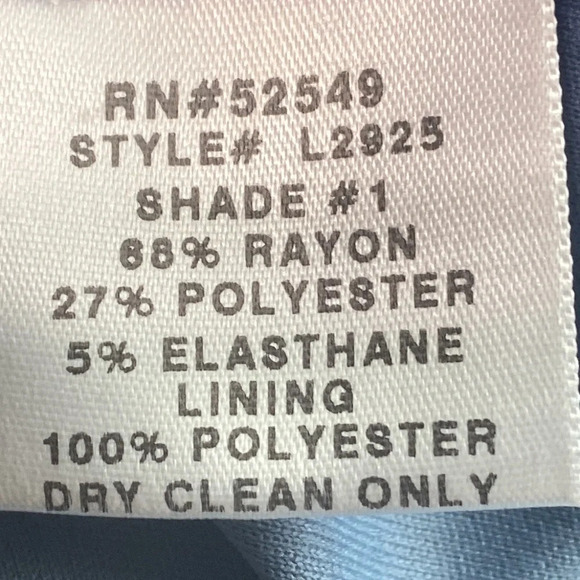 RN#52549
STYLE# L2925
SHADE #1
68% RAYON
27% POLYESTER
5% ELASTHANE
LINING
100% POLYESTER
DRY CLEAN ONLY